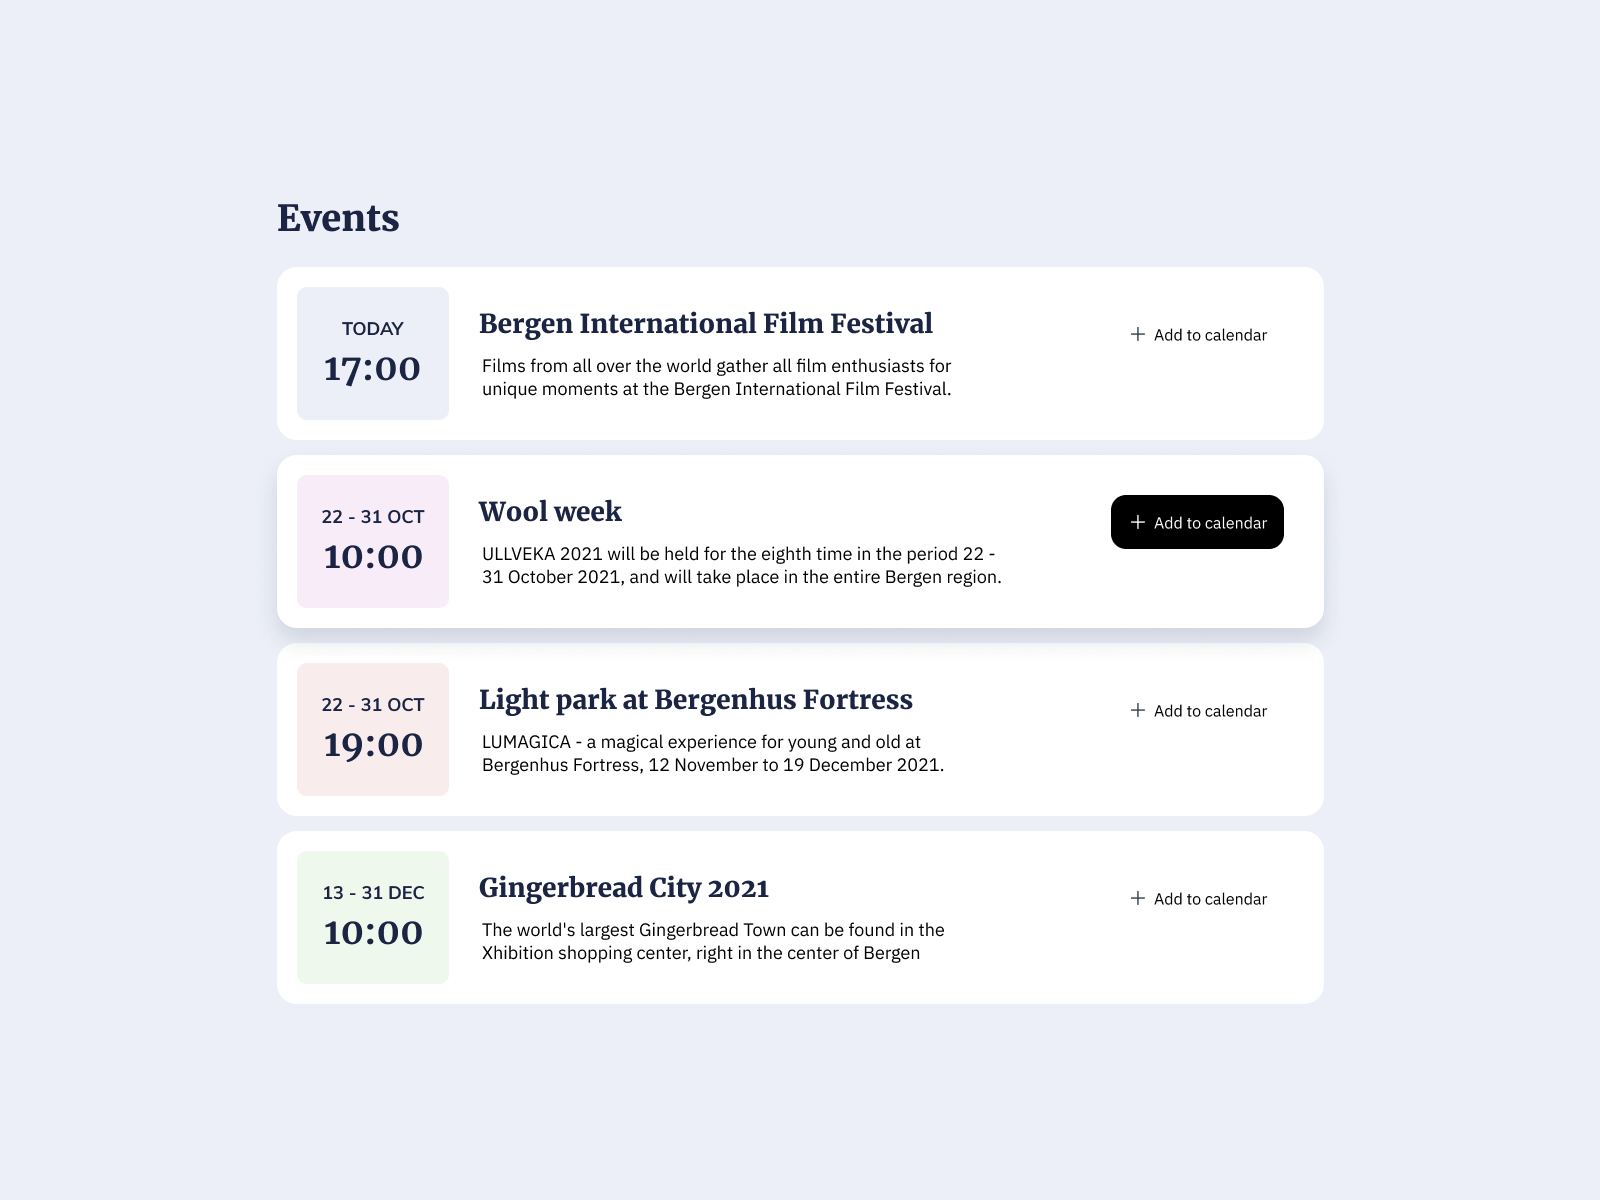 Events
TODAY
17:00
Bergen International Film Festival
Films from all over the world gather all film enthusiasts for
unique moments at the Bergen International Film Festival.
+ Add to calendar
22 - 31 OCT
10:00
Wool week
ULLVEKA 2021 will be held for the eighth time in the period 22 -
31 October 2021, and will take place in the entire Bergen region.
+ Add to calendar
22 - 31 OCT
19:00
Light park at Bergenhus Fortress
LUMAGICA - a magical experience for young and old at
Bergenhus Fortress, 12 November to 19 December 2021.
+ Add to calendar
13 - 31 DEC
10:00
Gingerbread City 2021
The world's largest Gingerbread Town can be found in the
Xhibition shopping center, right in the center of Bergen
+ Add to calendar